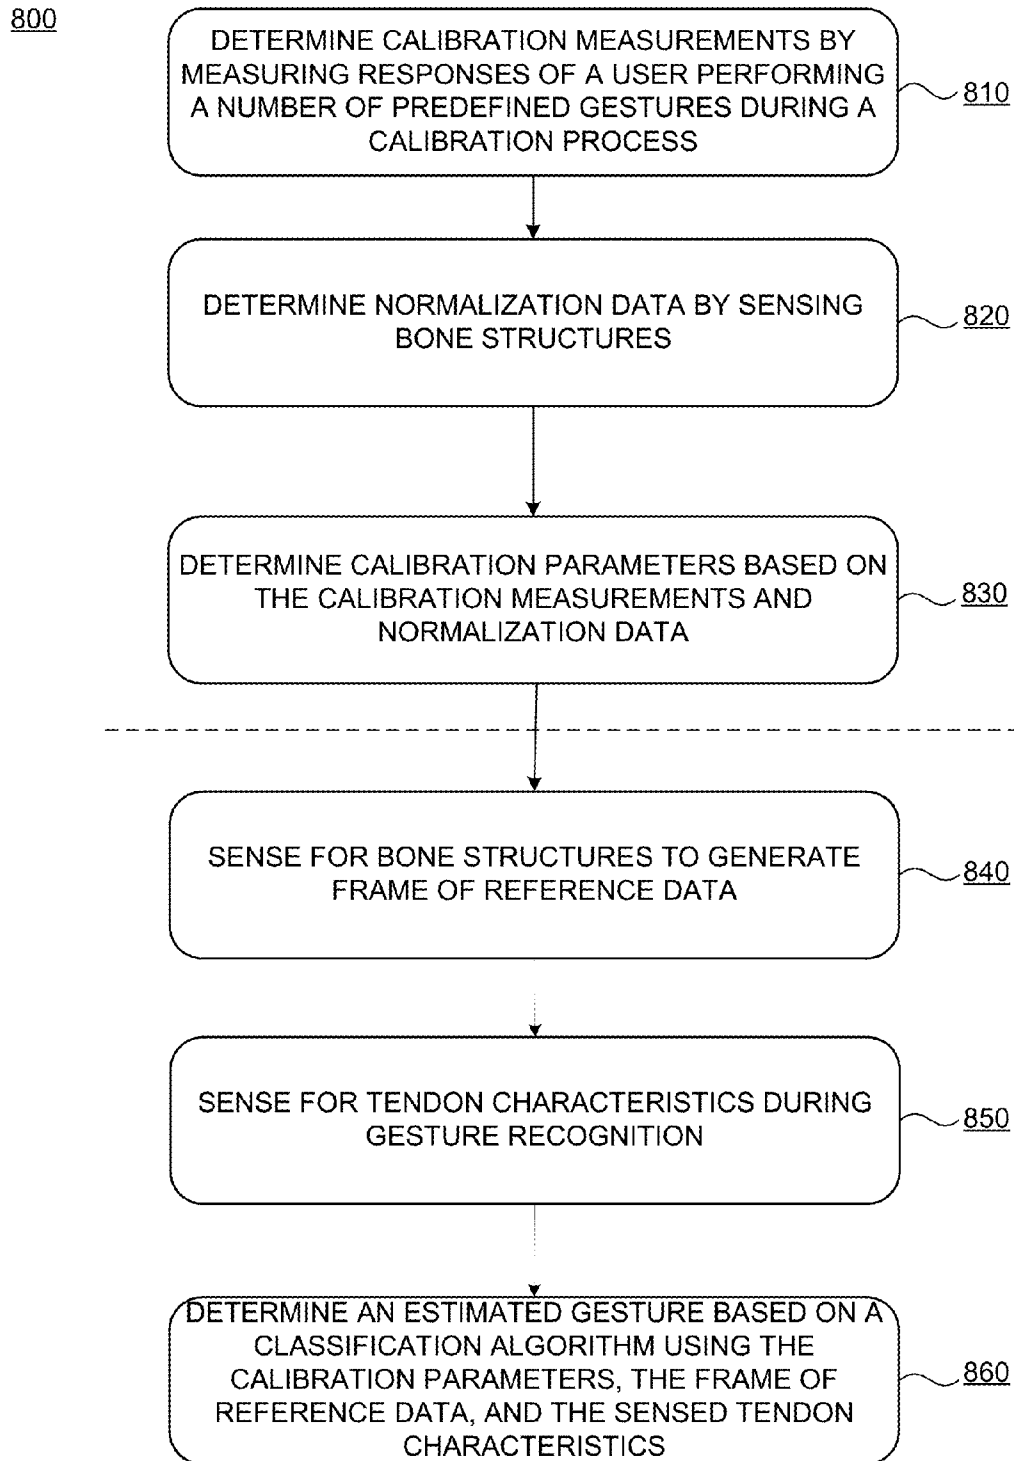 800
DETERMINE CALIBRATION MEASUREMENTS BY
MEASURING RESPONSES OF A USER PERFORMING
A NUMBER OF PREDEFINED GESTURES DURING A
CALIBRATION PROCESS
810
DETERMINE NORMALIZATION DATA BY SENSING
BONE STRUCTURES
820
DETERMINE CALIBRATION PARAMETERS BASED ON
THE CALIBRATION MEASUREMENTS AND
NORMALIZATION DATA
830
SENSE FOR BONE STRUCTURES TO GENERATE
FRAME OF REFERENCE DATA
840
SENSE FOR TENDON CHARACTERISTICS DURING
GESTURE RECOGNITION
850
DETERMINE AN ESTIMATED GESTURE BASED ON A
CLASSIFICATION ALGORITHM USING THE
CALIBRATION PARAMETERS, THE FRAME OF
REFERENCE DATA, AND THE SENSED TENDON
CHARACTERISTICS
860